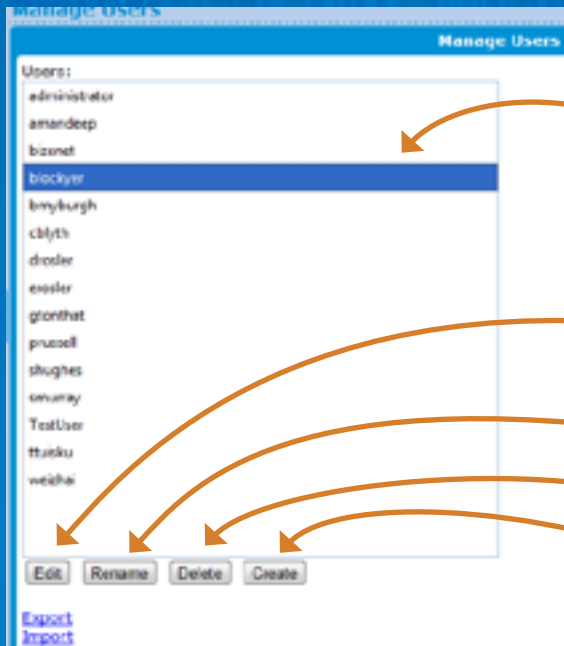 Manage Users
Manage Users
Users:
administrator
amandeep
bizxnet
blockyer
bmyburgh
cblyth
drosler
erosler
gtonthat
prussell
shughes
smurray
TestUser
ttuisku
weizhai
Edit Rename Delete Create
Export
Import